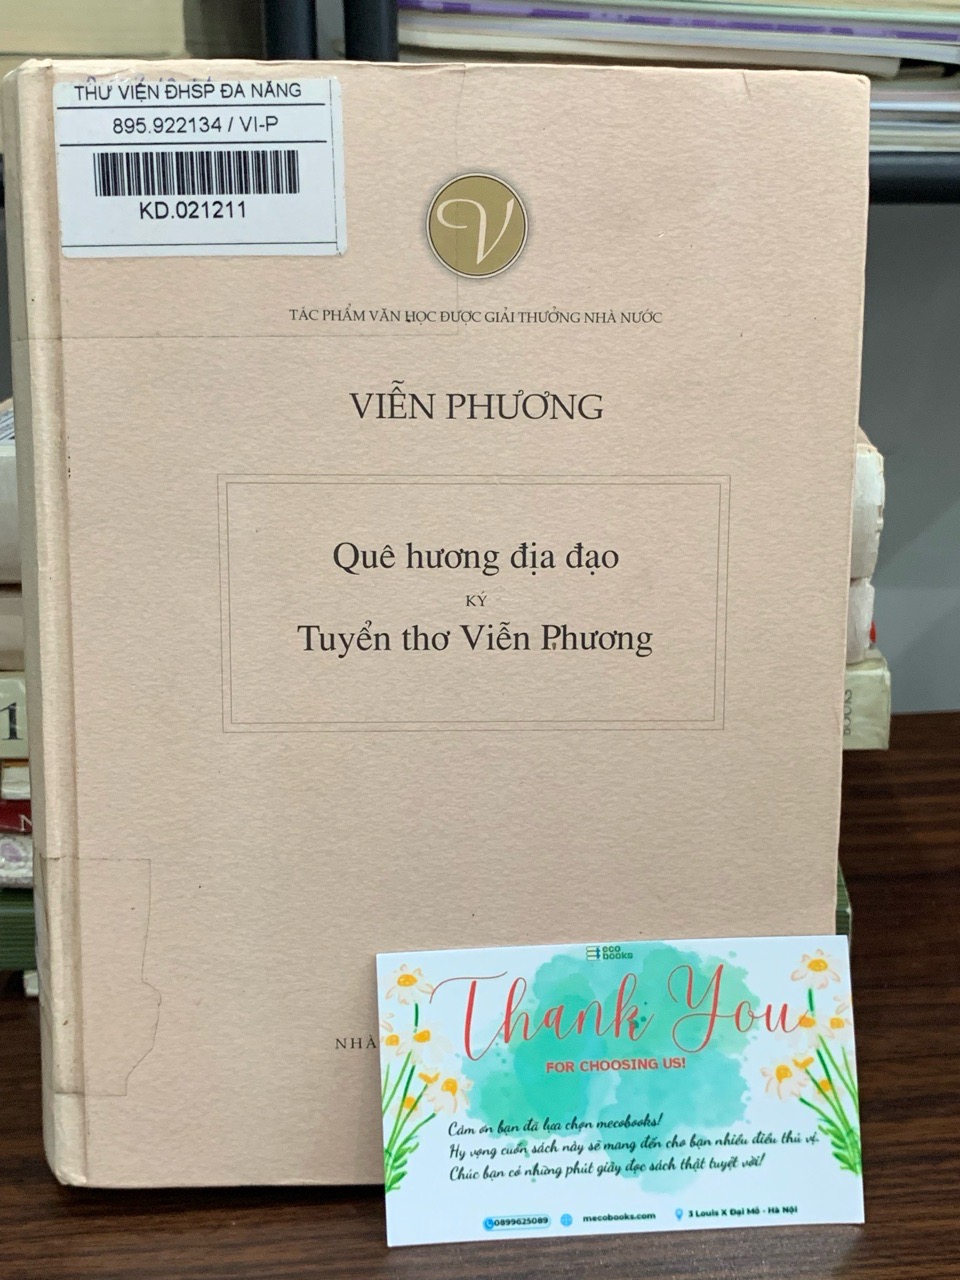 THƯ VIỆN ĐHSP ĐÀ NẴNG
895.922134 / VI-P
KD.021211
V
TÁC PHẨM VĂN HỌC ĐƯỢC GIẢI THƯỞNG NHÀ NƯỚC
VIỄN PHƯƠNG
Quê hương địa đạo
KÝ
Tuyển thơ Viễn Phương
NHÀ
eco
books
Thank You
FOR CHOOSING US!
Cảm ơn bạn đã lựa chọn mecobooks!
Hy vọng cuốn sách này sẽ mang đến cho bạn nhiều điều thú vị.
Chúc bạn có những phút giây đọc sách thật tuyệt vời!
0899625089
mecobooks.com
3 Louis X Đại Mỗ - Hà Nội
1
N
BOOKS